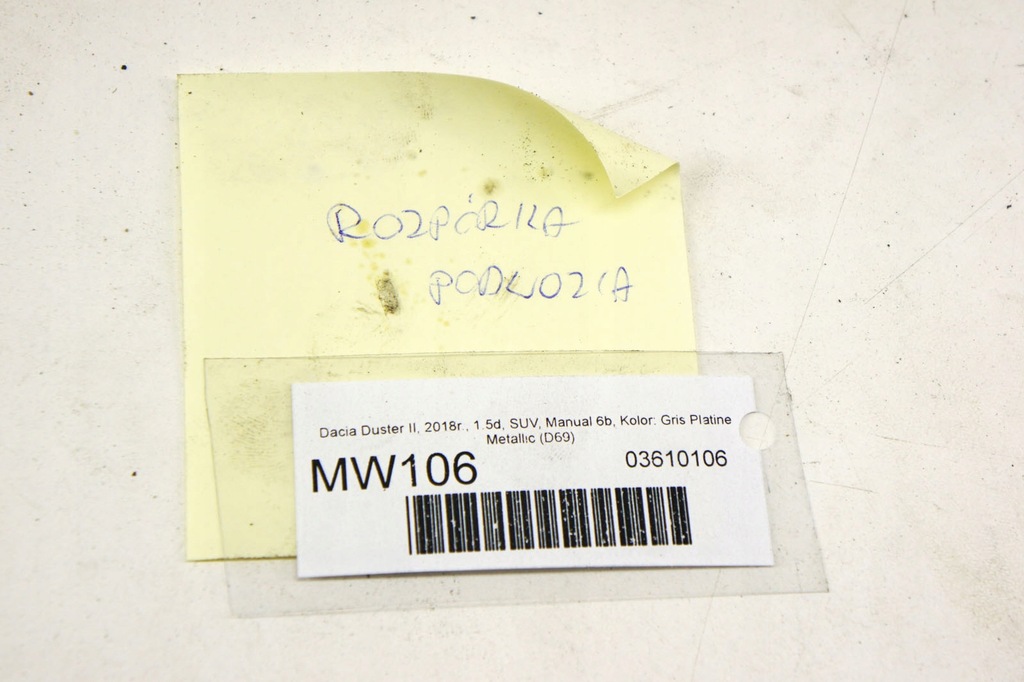 ROZPÓRKA
PODWOZIA
Dacia Duster II, 2018r., 1.5d, SUV, Manual 6b, Kolor: Gris Platine
Metallic (D69)
MW106
03610106